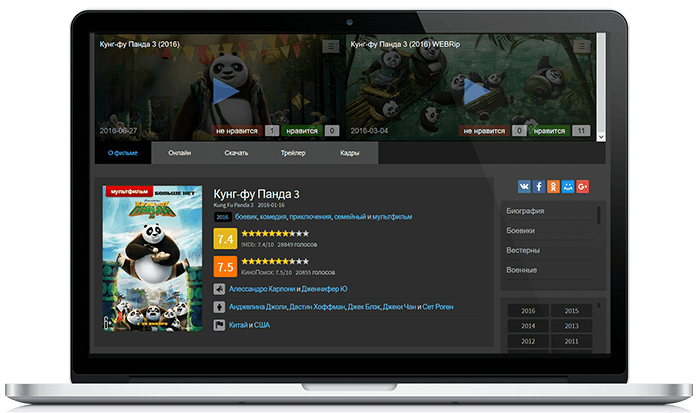 Кунг-фу Панда 3 (2016)
Кунг-фу Панда 3 (2016) WEBRip
2016-06-27
не нравится 1 нравится 0
2016-03-04
не нравится 0 нравится 11
О фильме Онлайн Скачать Трейлер Кадры
мультфильм
БОЛЬШЕ НЕТ
Кунг-фу Панда 3
Kung Fu Panda 3 2016-01-16
2016 боевик, комедия, приключения, семейный и мультфильм
7.4
IMDb: 7.4/10 28849 голосов
7.5
КиноПоиск: 7.5/10 20855 голосов
Алессандро Карлони и Дженнифер Ю
Анджелина Джоли, Дастин Хоффман, Джек Блэк, Джеки Чан и Сет Роген
Китай и США
6+
Биография
Боевики
Вестерны
Военные
2016 2015
2014 2013
2012 2011